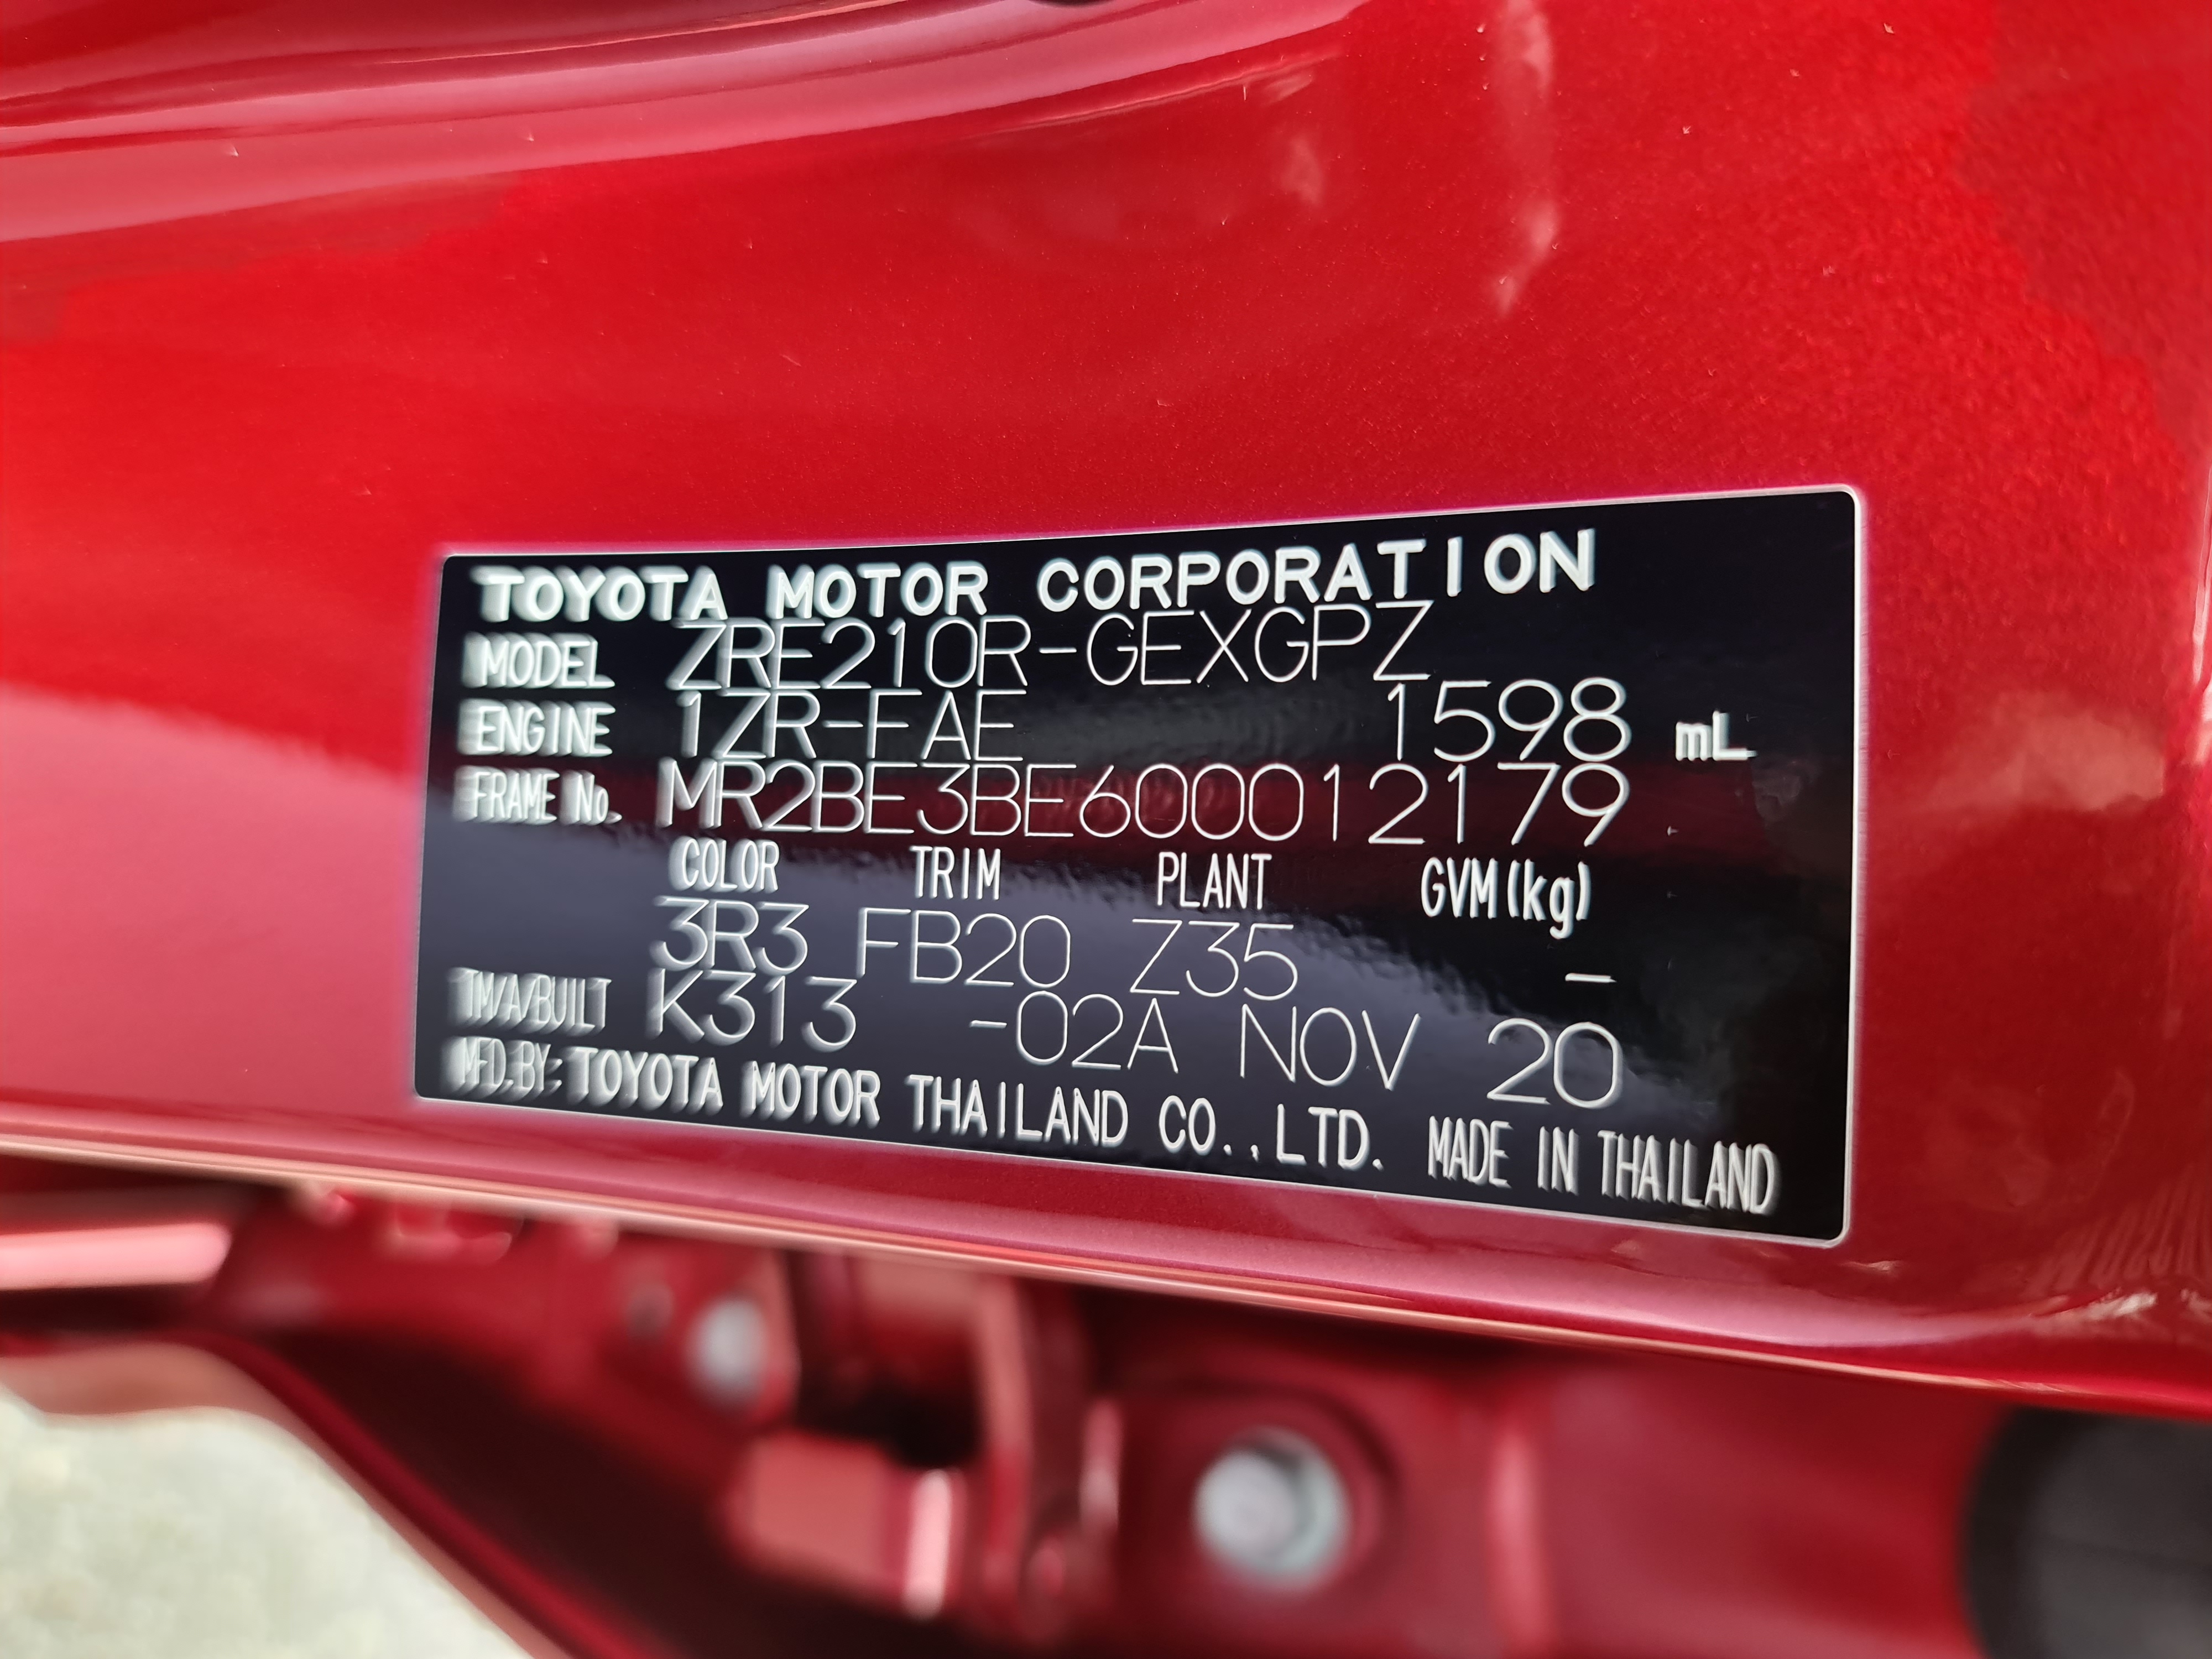 TOYOTA MOTOR CORPORATION
MODEL ZRE210R-GEXGPZ
ENGINE 1ZR-FAE 1598 mL
FRAME No. MR2BE3BE600012179
COLOR TRIM PLANT GVM(kg)
3R3 FB20 Z35 -
TM/A/BUILT K313 -02A NOV 20
MFD.BY: TOYOTA MOTOR THAILAND CO.,LTD. MADE IN THAILAND